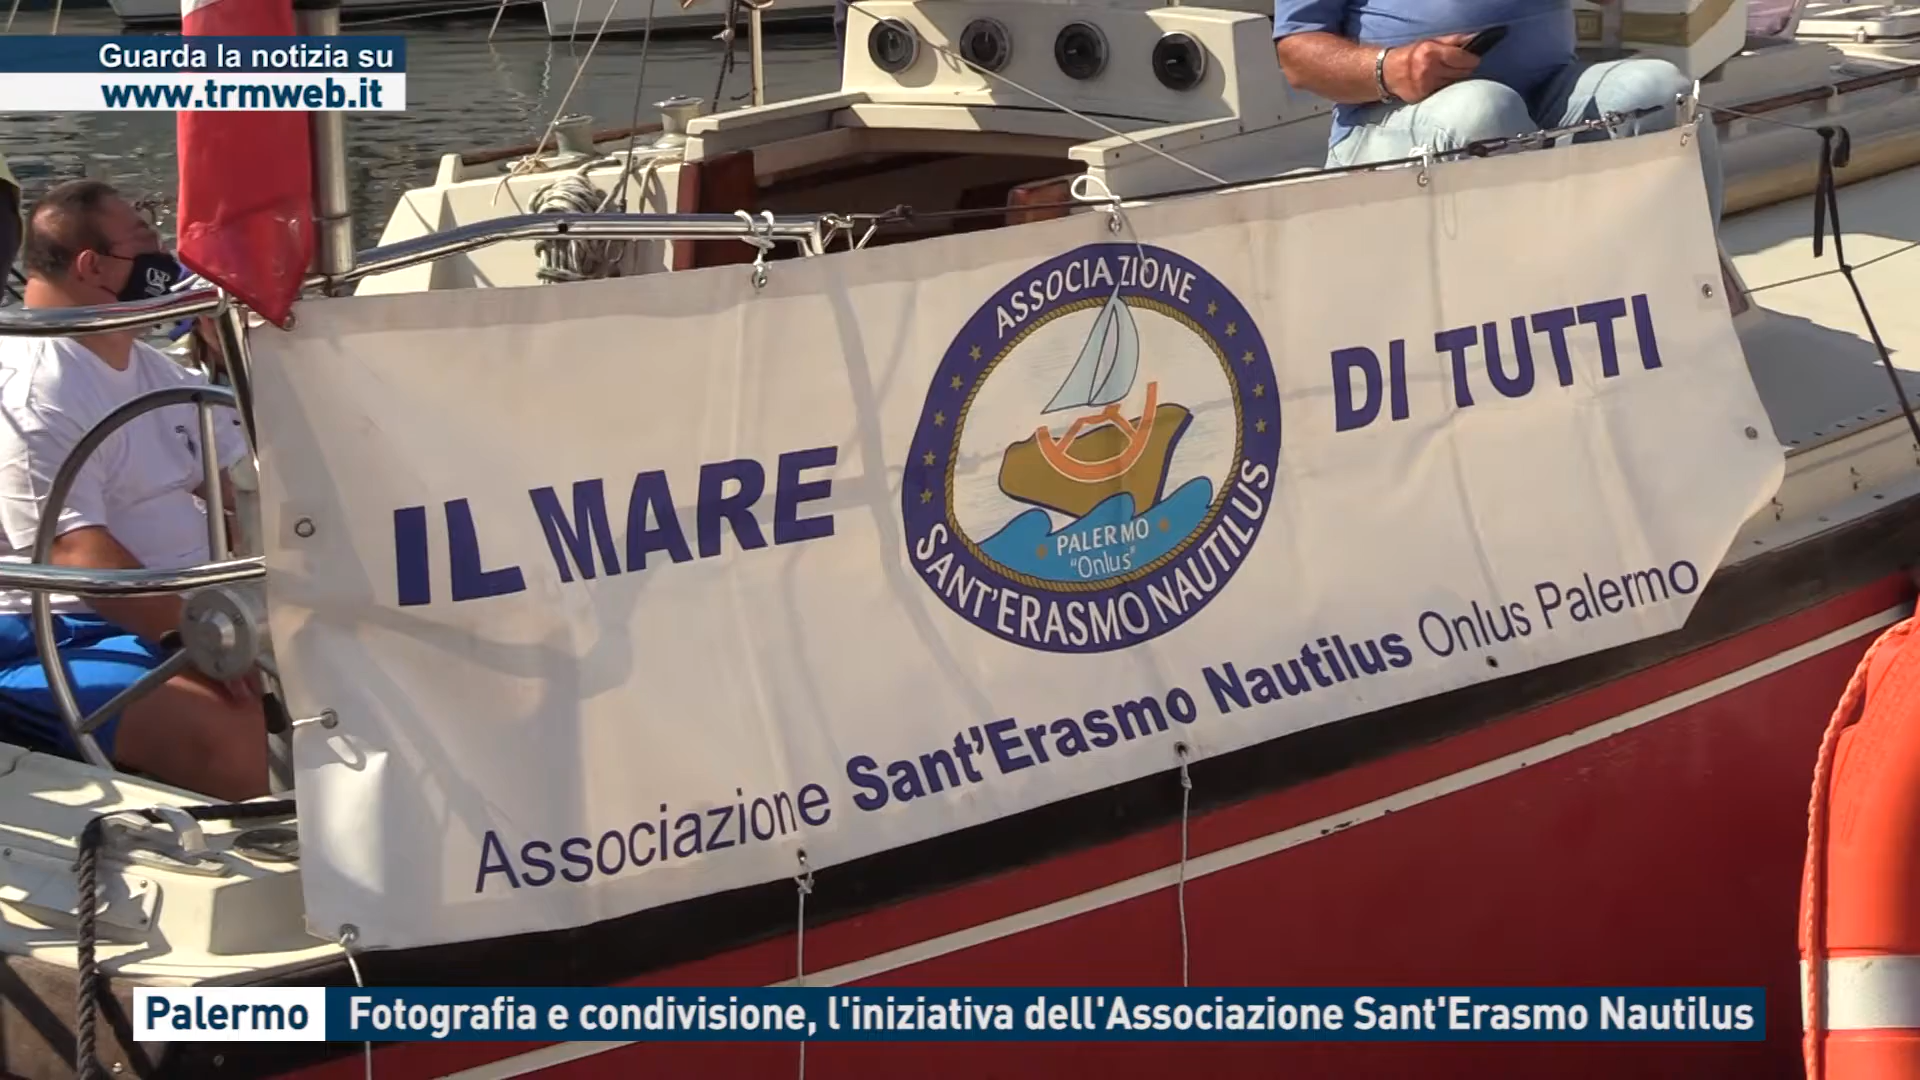 Guarda la notizia su
www.trmweb.it
ASSOCIAZIONE
IL MARE
DI TUTTI
PALERMO
"Onlus"
SANT'ERASMO NAUTILUS
Associazione Sant'Erasmo Nautilus Onlus Palermo
Palermo
Fotografia e condivisione, l'iniziativa dell'Associazione Sant'Erasmo Nautilus